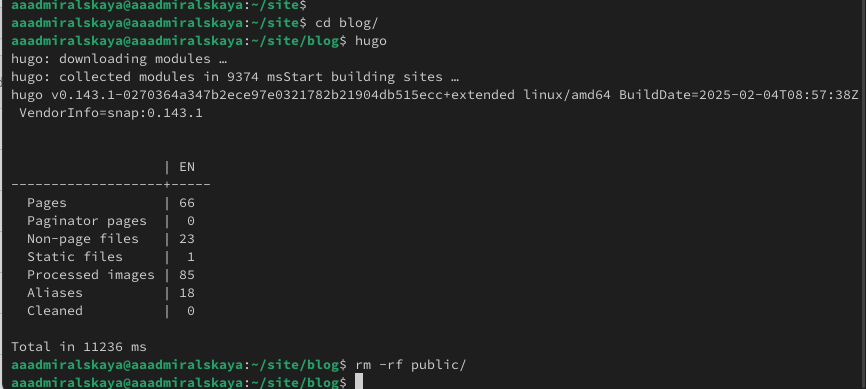 aaadmiralskaya@aaadmiralskaya:~/site$
aaadmiralskaya@aaadmiralskaya:~/site$ cd blog/
aaadmiralskaya@aaadmiralskaya:~/site/blog$ hugo
hugo: downloading modules …
hugo: collected modules in 9374 msStart building sites …
hugo v0.143.1-0270364a347b2ece97e0321782b21904db515ecc+extended linux/amd64 BuildDate=2025-02-04T08:57:38Z
 VendorInfo=snap:0.143.1
                   | EN
-------------------+-----
  Pages            | 66
  Paginator pages  |  0
  Non-page files   | 23
  Static files     |  1
  Processed images | 85
  Aliases          | 18
  Cleaned          |  0
Total in 11236 ms
aaadmiralskaya@aaadmiralskaya:~/site/blog$ rm -rf public/
aaadmiralskaya@aaadmiralskaya:~/site/blog$